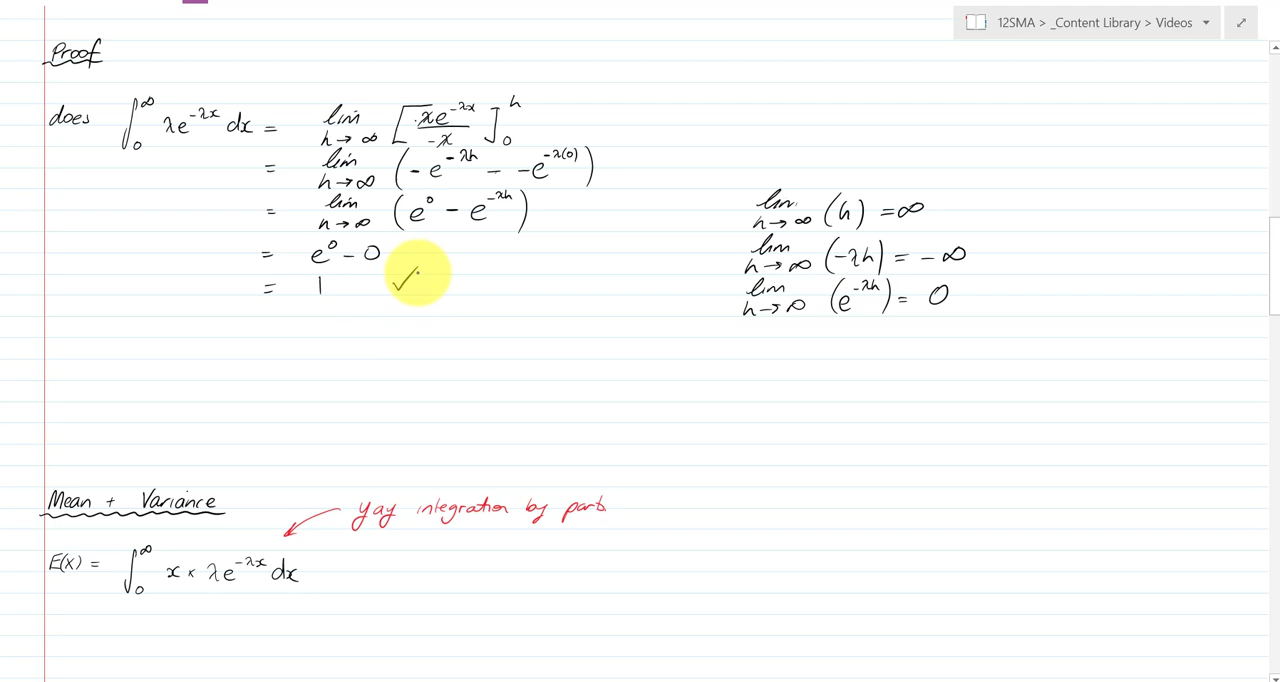 12SMA > _Content Library > Videos
Proof
does ∫₀^∞ λe^(-λx) dx = lim h→∞ [λe^(-λx)/-λ]₀^h
= lim h→∞ (-e^(-λh) - -e^(-λ(0)))
= lim h→∞ (e^0 - e^(-λh))
= e^0 - 0
= 1 ✓
lim h→∞ (h) = ∞
lim h→∞ (-λh) = -∞
lim h→∞ (e^(-λh)) = 0
Mean + Variance
yay integration by parts
E(x) = ∫₀^∞ x × λe^(-λx) dx